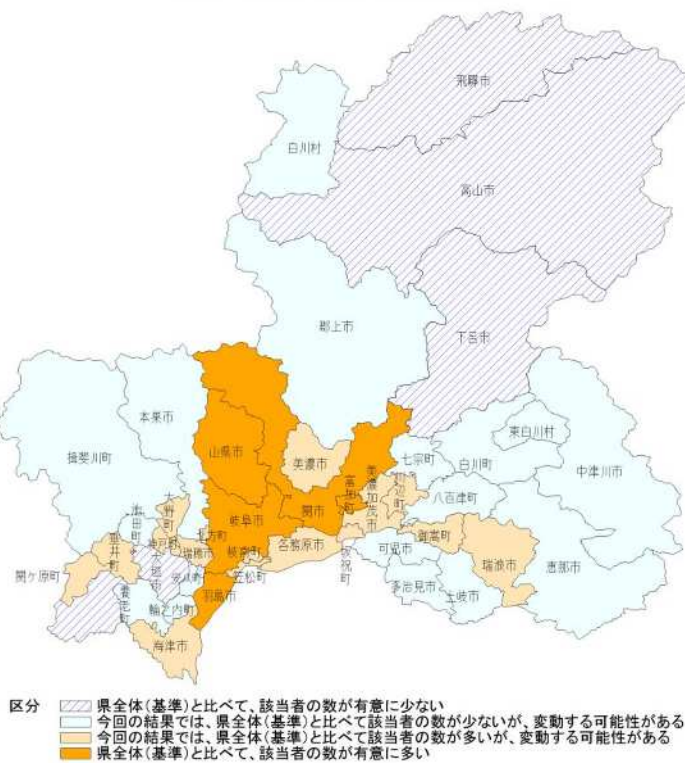 飛騨市
白川村
高山市
郡上市
下呂市
本巣市
東白川村
山県市
揖斐川町
美濃市
七宗町
白川町
中津川市
美濃加茂市
富加町
川辺町
八百津町
大野町
関市
池田町
岐阜市
北方町
垂井町
神戸町
瑞穂市
岐南町
各務原市
坂祝町
可児市
御嵩町
瑞浪市
恵那市
関ケ原町
大垣市
安八町
笠松町
多治見市
土岐市
養老町
輪之内町
羽島市
海津市
区分
県全体(基準)と比べて、該当者の数が有意に少ない
今回の結果では、県全体(基準)と比べて該当者の数が少ないが、変動する可能性がある
今回の結果では、県全体(基準)と比べて該当者の数が多いが、変動する可能性がある
県全体(基準)と比べて、該当者の数が有意に多い